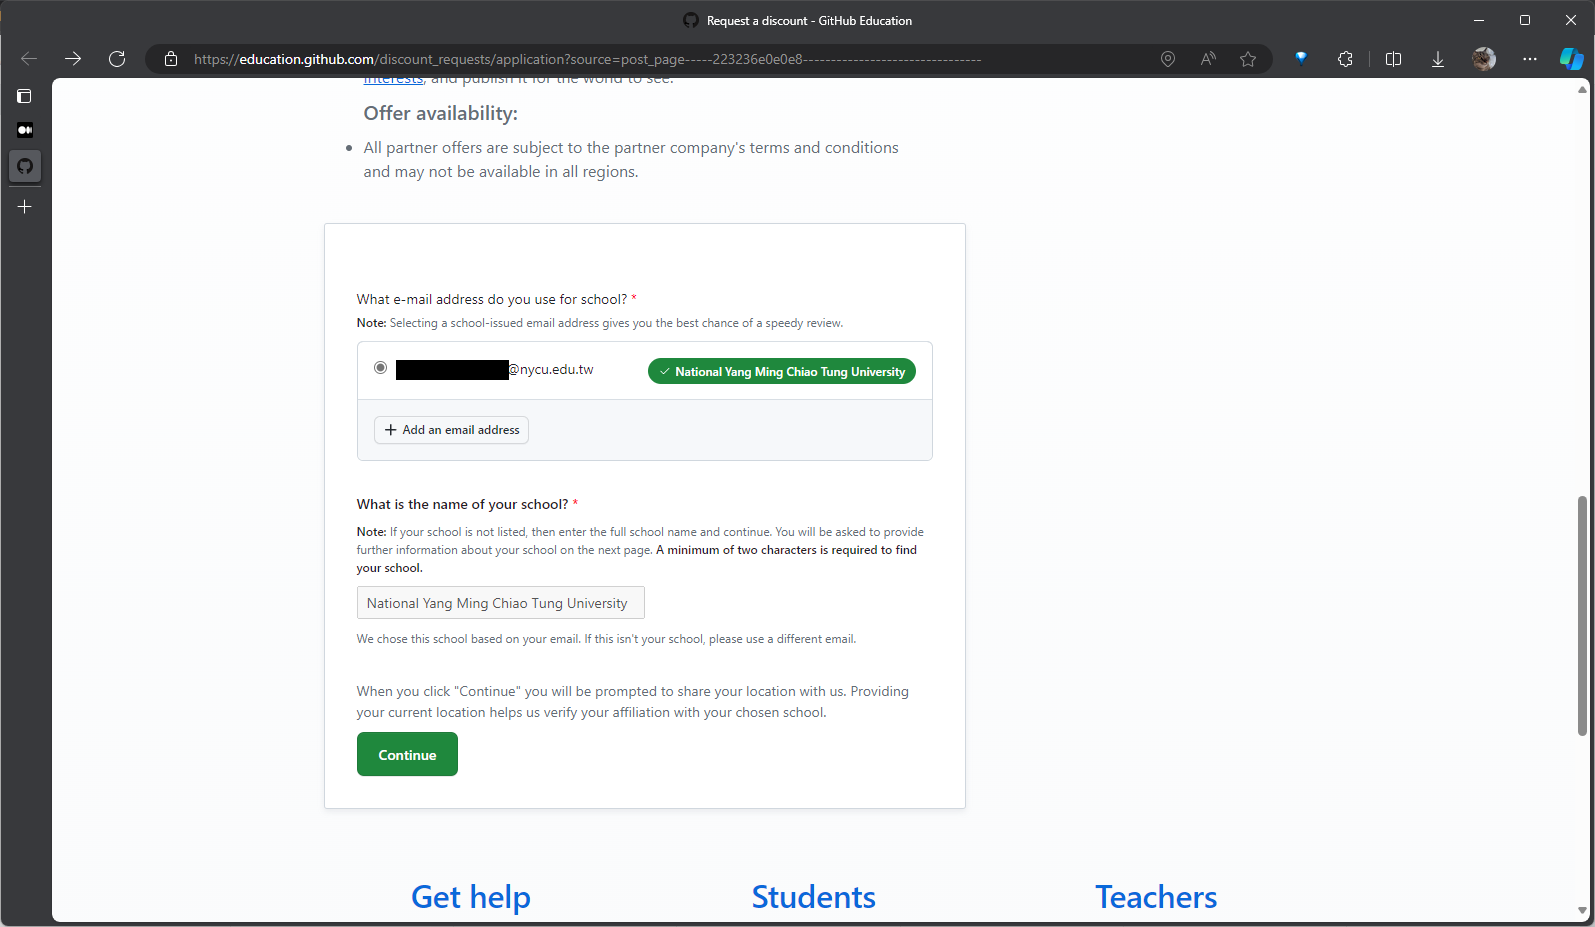 Request a discount - GitHub Education
https://education.github.com/discount_requests/application?source=post_page-----223236e0e0e8--------------------------------
interests, and publish it for the world to see.
Offer availability:
All partner offers are subject to the partner company's terms and conditions
and may not be available in all regions.
What e-mail address do you use for school? *
Note: Selecting a school-issued email address gives you the best chance of a speedy review.
@nycu.edu.tw
National Yang Ming Chiao Tung University
Add an email address
What is the name of your school? *
Note: If your school is not listed, then enter the full school name and continue. You will be asked to provide
further information about your school on the next page. A minimum of two characters is required to find
your school.
National Yang Ming Chiao Tung University
We chose this school based on your email. If this isn't your school, please use a different email.
When you click "Continue" you will be prompted to share your location with us. Providing
your current location helps us verify your affiliation with your chosen school.
Continue
Get help
Students
Teachers